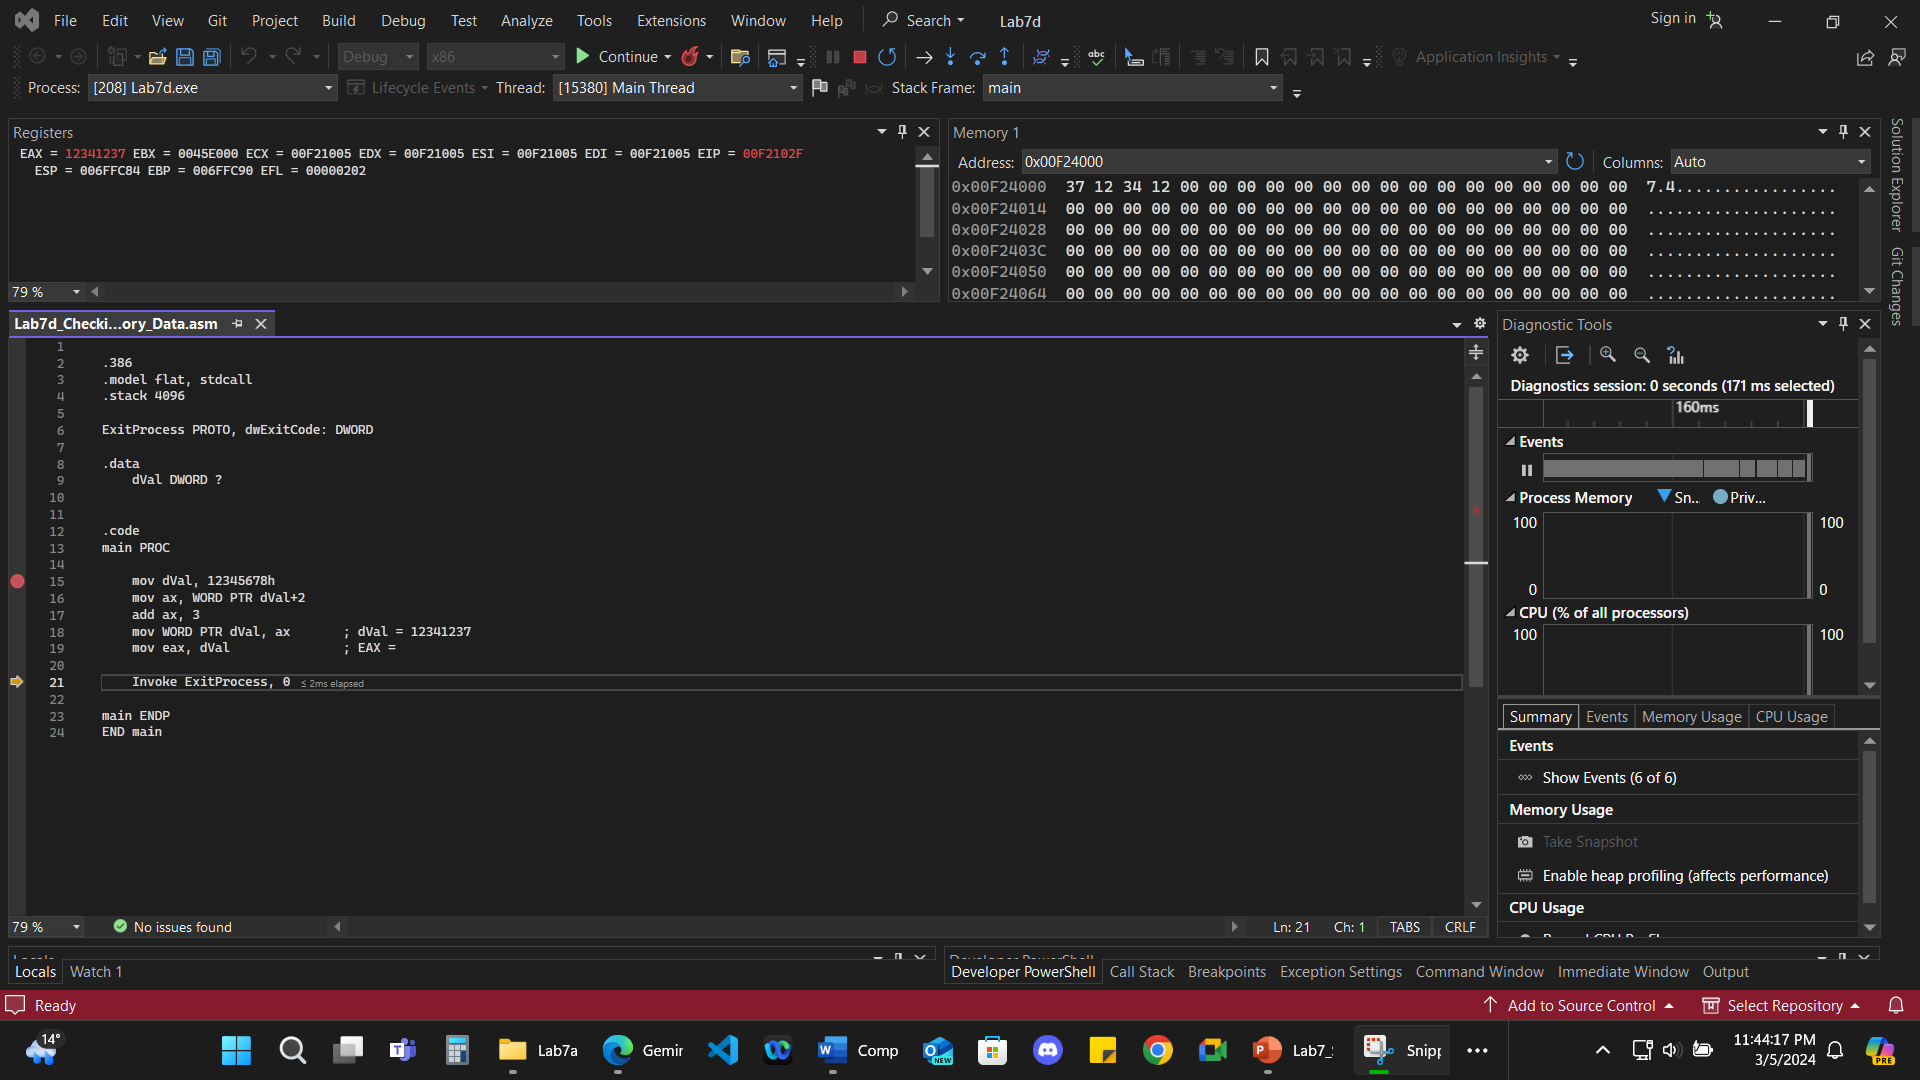 File Edit View Git Project Build Debug Test Analyze Tools Extensions Window Help Search Lab7d Sign in
Debug x86 Continue Application Insights
Process: [208] Lab7d.exe Lifecycle Events Thread: [15380] Main Thread Stack Frame: main
Registers
EAX = 12341237 EBX = 0045E000 ECX = 00F21005 EDX = 00F21005 ESI = 00F21005 EDI = 00F21005 EIP = 00F2102F
ESP = 006FFC84 EBP = 006FFC90 EFL = 00000202
79 %
Memory 1
Address: 0x00F24000 Columns: Auto
0x00F24000 37 12 34 12 00 00 00 00 00 00 00 00 00 00 00 00 00 00 00 00 7.4.................
0x00F24014 00 00 00 00 00 00 00 00 00 00 00 00 00 00 00 00 00 00 00 00 ....................
0x00F24028 00 00 00 00 00 00 00 00 00 00 00 00 00 00 00 00 00 00 00 00 ....................
0x00F2403C 00 00 00 00 00 00 00 00 00 00 00 00 00 00 00 00 00 00 00 00 ....................
0x00F24050 00 00 00 00 00 00 00 00 00 00 00 00 00 00 00 00 00 00 00 00 ....................
0x00F24064 00 00 00 00 00 00 00 00 00 00 00 00 00 00 00 00 00 00 00 00 ....................
Solution Explorer
Git Changes
Lab7d_Checki...ory_Data.asm
1
2 .386
3 .model flat, stdcall
4 .stack 4096
5
6 ExitProcess PROTO, dwExitCode: DWORD
7
8 .data
9 dVal DWORD ?
10
11
12 .code
13 main PROC
14
15 mov dVal, 12345678h
16 mov ax, WORD PTR dVal+2
17 add ax, 3
18 mov WORD PTR dVal, ax ; dVal = 12341237
19 mov eax, dVal ; EAX =
20
21 Invoke ExitProcess, 0 ≤ 2ms elapsed
22
23 main ENDP
24 END main
79 % No issues found Ln: 21 Ch: 1 TABS CRLF
Diagnostic Tools
Diagnostics session: 0 seconds (171 ms selected)
160ms
Events
Process Memory Sn... Priv...
100 100
0 0
CPU (% of all processors)
100 100
Summary Events Memory Usage CPU Usage
Events
Show Events (6 of 6)
Memory Usage
Take Snapshot
Enable heap profiling (affects performance)
CPU Usage
Locals Watch 1
Developer PowerShell Call Stack Breakpoints Exception Settings Command Window Immediate Window Output
Ready Add to Source Control Select Repository
14° Lab7a Gemir Comp NEW Lab7_ Snipp 11:44:17 PM
3/5/2024
PRE